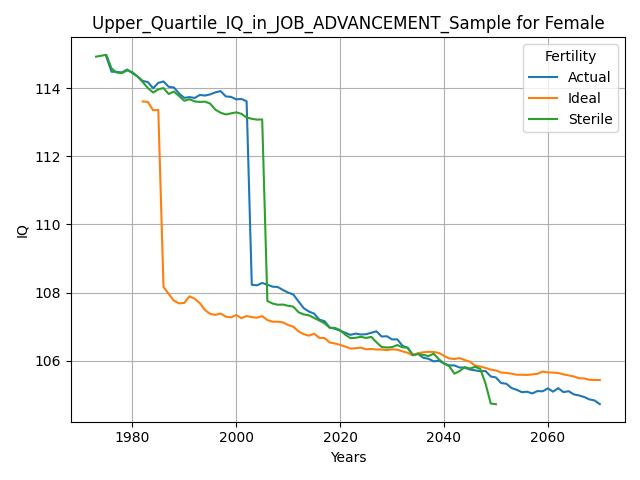 Upper_Quartile_IQ_in_JOB_ADVANCEMENT_Sample for Female
Fertility
Actual
Ideal
Sterile
IQ
114
112
110
108
106
1980
2000
2020
2040
2060
Years